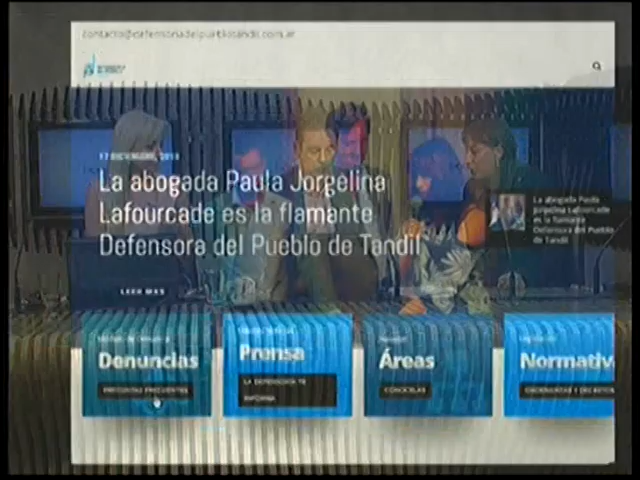 contacto@defensoriadelpueblotandil.com.ar
17 DICIEMBRE, 2018
La abogada Paula Jorgelina
Lafourcade es la flamante
Defensora del Pueblo de Tandil
LEER MAS
La abogada Paula
Jorgelina Lafourcade
es la flamante
Defensora del Pueblo
de Tandil
Denuncias
PREGUNTAS FRECUENTES
Prensa
LA DEFENSORIA TE
INFORMA
Áreas
CONOCELAS
Normativ
ORDENANZAS Y DECRETOS